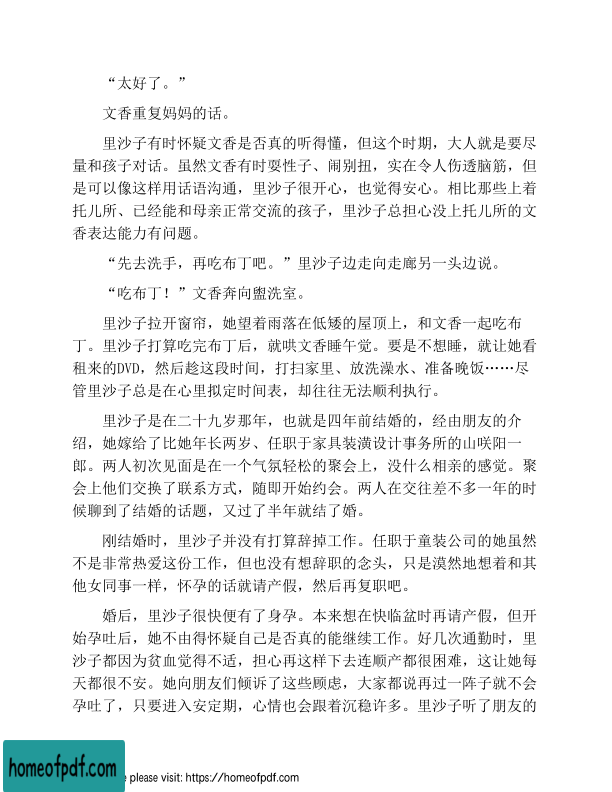 “太好了。”
文香重复妈妈的话。
里沙子有时怀疑文香是否真的听得懂，但这个时期，大人就是要尽
量和孩子对话。虽然文香有时耍性子、闹别扭，实在令人伤透脑筋，但
是可以像这样用话语沟通，里沙子很开心，也觉得安心。相比那些上着
托儿所、已经能和母亲正常交流的孩子，里沙子总担心没上托儿所的文
香表达能力有问题。
“先去洗手，再吃布丁吧。”里沙子边走向走廊另一头边说。
“吃布丁！”文香奔向盥洗室。
里沙子拉开窗帘，她望着雨落在低矮的屋顶上，和文香一起吃布
丁。里沙子打算吃完布丁后，就哄文香睡午觉。要是不想睡，就让她看
租来的DVD，然后趁这段时间，打扫家里、放洗澡水、准备晚饭……尽
管里沙子总是在心里拟定时间表，却往往无法顺利执行。
里沙子是在二十九岁那年，也就是四年前结婚的，经由朋友的介
绍，她嫁给了比她年长两岁、任职于家具装潢设计事务所的山咲阳一
郎。两人初次见面是在一个气氛轻松的聚会上，没什么相亲的感觉。聚
会上他们交换了联系方式，随即开始约会。两人在交往差不多一年的时
候聊到了结婚的话题，又过了半年就结了婚。
刚结婚时，里沙子并没有打算辞掉工作。任职于童装公司的她虽然
不是非常热爱这份工作，但也没有想辞职的念头，只是漠然地想着和其
他女同事一样，怀孕的话就请产假，然后再复职吧。
婚后，里沙子很快便有了身孕。本来想在快临盆时再请产假，但开
始孕吐后，她不由得怀疑自己是否真的能继续工作。好几次通勤时，里
沙子都因为贫血觉得不适，担心再这样下去连顺产都很困难，这让她每
天都很不安。她向朋友们倾诉了这些顾虑，大家都说再过一阵子就不会
孕吐了，只要进入安定期，心情也会跟着沉稳许多。里沙子听了朋友的
homeofpdf.com
e please visit: https://homeofpdf.com